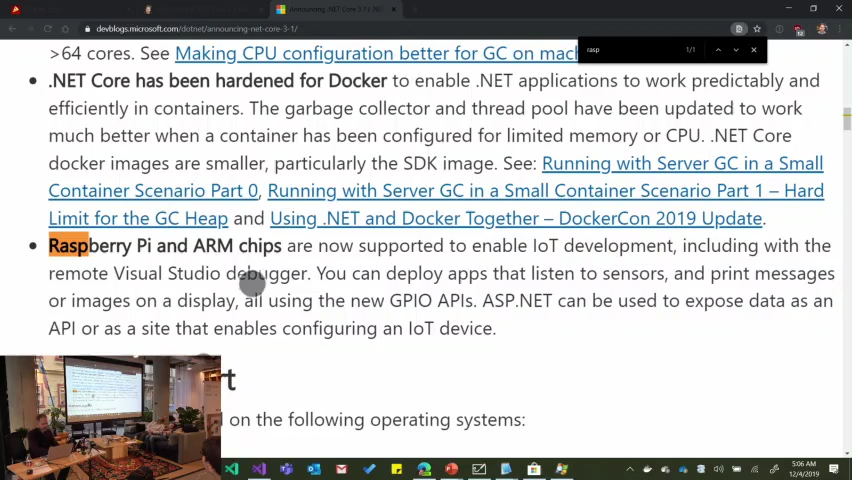 Announcing .NET Core 3.1 | .NET
devblogs.microsoft.com/dotnet/announcing-net-core-3-1/
rasp
1/1
>64 cores. See Making CPU configuration better for GC on mach
.NET Core has been hardened for Docker to enable .NET applications to work predictably and
efficiently in containers. The garbage collector and thread pool have been updated to work
much better when a container has been configured for limited memory or CPU. .NET Core
docker images are smaller, particularly the SDK image. See: Running with Server GC in a Small
Container Scenario Part 0, Running with Server GC in a Small Container Scenario Part 1 – Hard
Limit for the GC Heap and Using .NET and Docker Together – DockerCon 2019 Update.
Raspberry Pi and ARM chips are now supported to enable IoT development, including with the
remote Visual Studio debugger. You can deploy apps that listen to sensors, and print messages
or images on a display, all using the new GPIO APIs. ASP.NET can be used to expose data as an
API or as a site that enables configuring an IoT device.
rt
on the following operating systems:
5:06 AM
12/4/2019